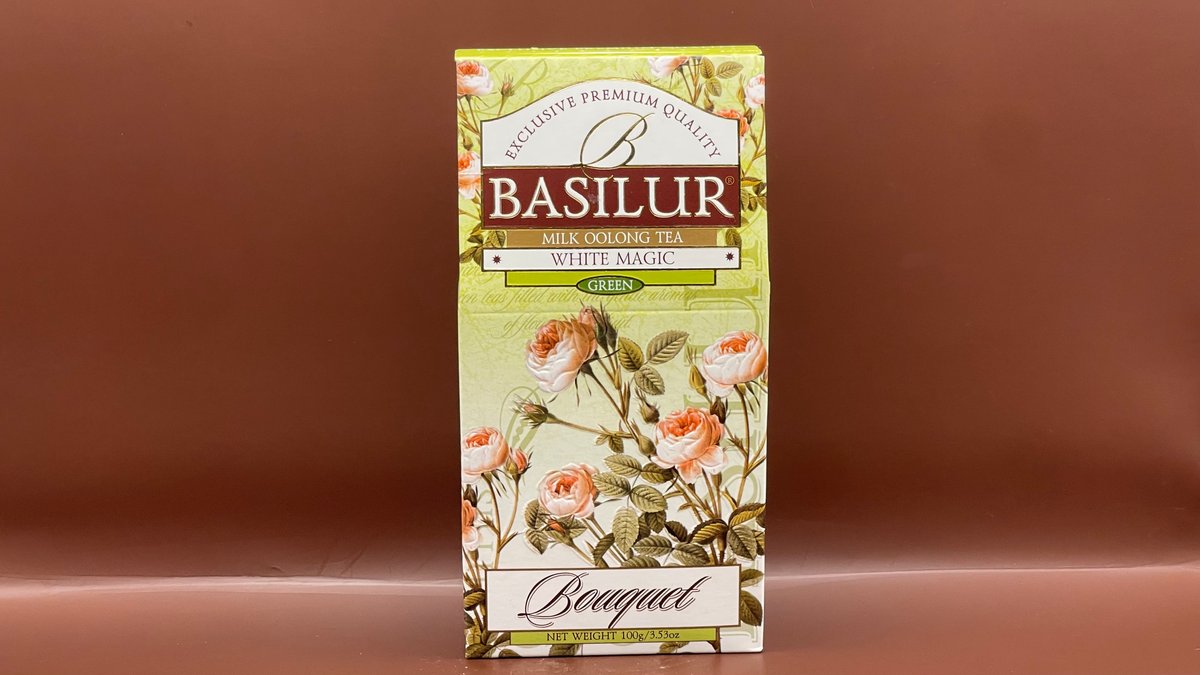 EXCLUSIVE PREMIUM QUALITY
B
BASILUR®
MILK OOLONG TEA
WHITE MAGIC
GREEN
Bouquet
NET WEIGHT 100g/3.53oz